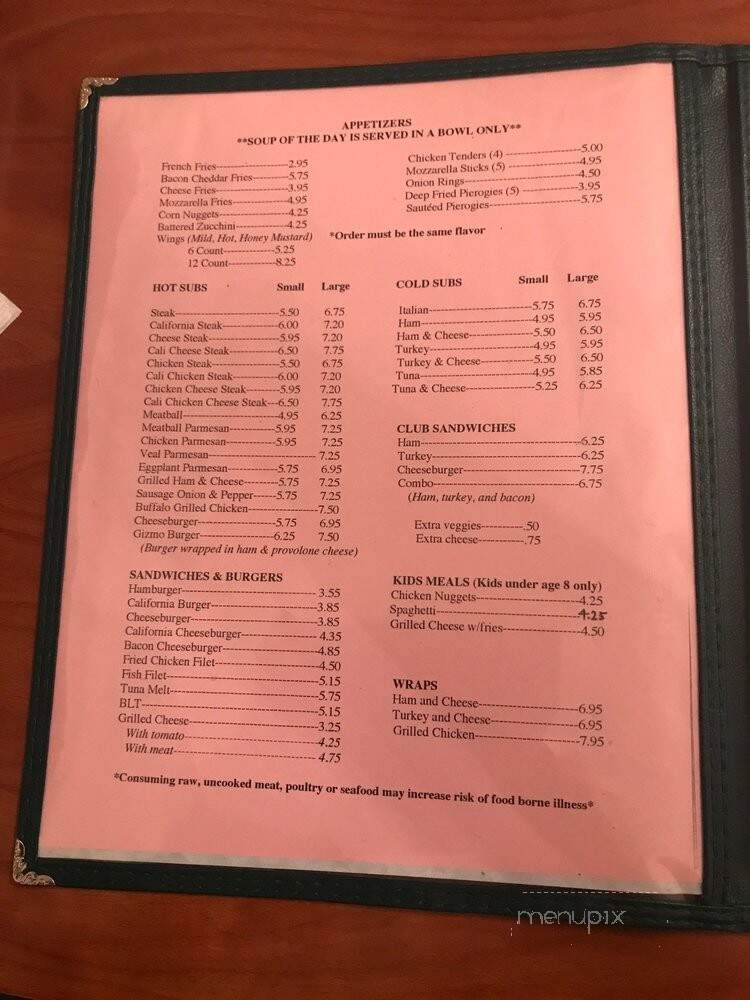 APPETIZERS
**SOUP OF THE DAY IS SERVED IN A BOWL ONLY**
French Fries-----------------2.95
Bacon Cheddar Fries-------5.75
Cheese Fries----------------3.95
Mozzarella Fries------------4.95
Corn Nuggets---------------4.25
Battered Zucchini-----------4.25
Wings (Mild, Hot, Honey Mustard)
6 Count------------5.25
12 Count-----------8.25
Chicken Tenders (4) -----------------5.00
Mozzarella Sticks (5) ----------------4.95
Onion Rings-------------------------4.50
Deep Fried Pierogies (5) ------------3.95
Sautéed Pierogies--------------------5.75
*Order must be the same flavor
HOT SUBS Small Large
Steak---------------------------5.50 6.75
California Steak-------------6.00 7.20
Cheese Steak----------------5.95 7.20
Cali Cheese Steak----------6.50 7.75
Chicken Steak---------------5.50 6.75
Cali Chicken Steak---------6.00 7.20
Chicken Cheese Steak------5.95 7.20
Cali Chicken Cheese Steak---6.50 7.75
Meatball---------------------4.95 6.25
Meatball Parmesan----------5.95 7.25
Chicken Parmesan----------5.95 7.25
Veal Parmesan------------------------- 7.25
Eggplant Parmesan---------5.75 6.95
Grilled Ham & Cheese------5.75 7.25
Sausage Onion & Pepper-----5.75 7.25
Buffalo Grilled Chicken----------------7.50
Cheeseburger----------------5.75 6.95
Gizmo Burger---------------6.25 7.50
(Burger wrapped in ham & provolone cheese)
COLD SUBS Small Large
Italian------------------------5.75 6.75
Ham-------------------------4.95 5.95
Ham & Cheese--------------5.50 6.50
Turkey-----------------------4.95 5.95
Turkey & Cheese-----------5.50 6.50
Tuna-------------------------4.95 5.85
Tuna & Cheese--------------5.25 6.25
CLUB SANDWICHES
Ham-----------------------------------6.25
Turkey--------------------------------6.25
Cheeseburger-------------------------7.75
Combo--------------------------------6.75
(Ham, turkey, and bacon)
Extra veggies----------.50
Extra cheese-----------.75
SANDWICHES & BURGERS
Hamburger--------------------------- 3.55
California Burger---------------------3.85
Cheeseburger-------------------------3.85
California Cheeseburger-------------- 4.35
Bacon Cheeseburger------------------4.85
Fried Chicken Filet--------------------4.50
Fish Filet-------------------------------5.15
Tuna Melt------------------------------5.75
BLT------------------------------------5.15
Grilled Cheese-------------------------3.25
With tomato---------------------------4.25
With meat----------------------------- 4.75
KIDS MEALS (Kids under age 8 only)
Chicken Nuggets----------------------4.25
Spaghetti------------------------------4.25
Grilled Cheese w/fries----------------4.50
WRAPS
Ham and Cheese----------------------6.95
Turkey and Cheese-------------------6.95
Grilled Chicken-----------------------7.95
*Consuming raw, uncooked meat, poultry or seafood may increase risk of food borne illness*
menupix